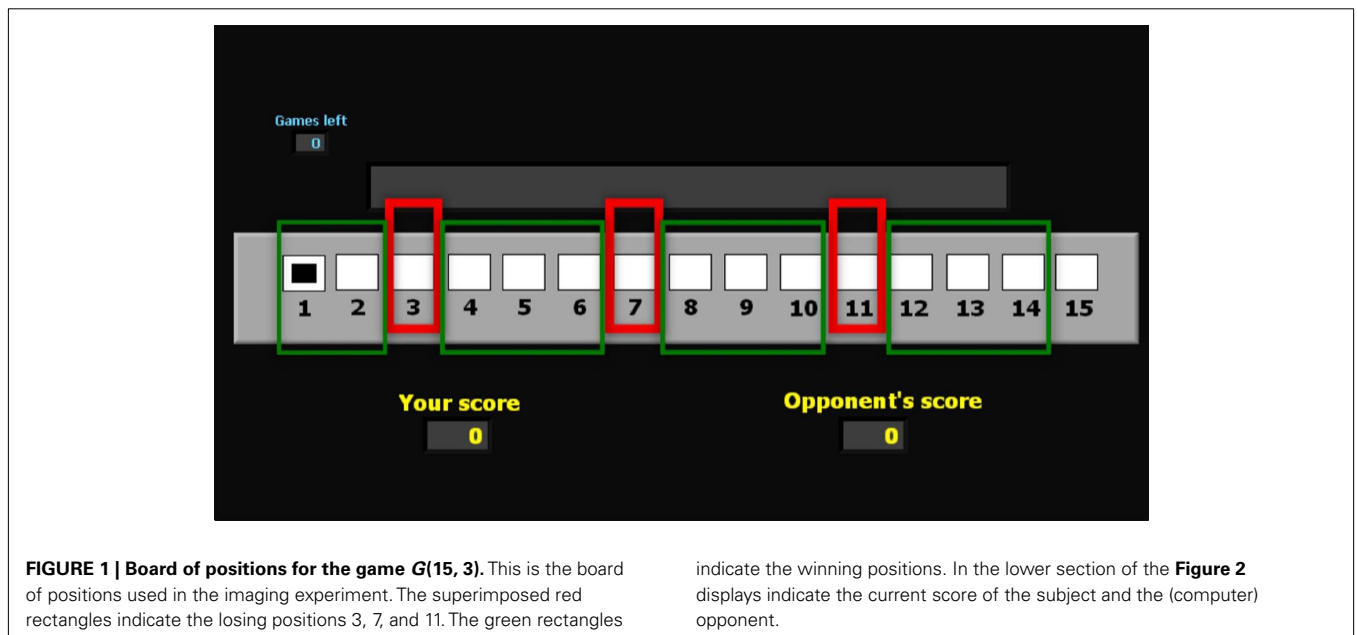 Games left
0
1 2 3 4 5 6 7 8 9 10 11 12 13 14 15
Your score
0
Opponent's score
0
FIGURE 1 | Board of positions for the game G(15, 3). This is the board
of positions used in the imaging experiment. The superimposed red
rectangles indicate the losing positions 3, 7, and 11. The green rectangles
indicate the winning positions. In the lower section of the Figure 2
displays indicate the current score of the subject and the (computer)
opponent.